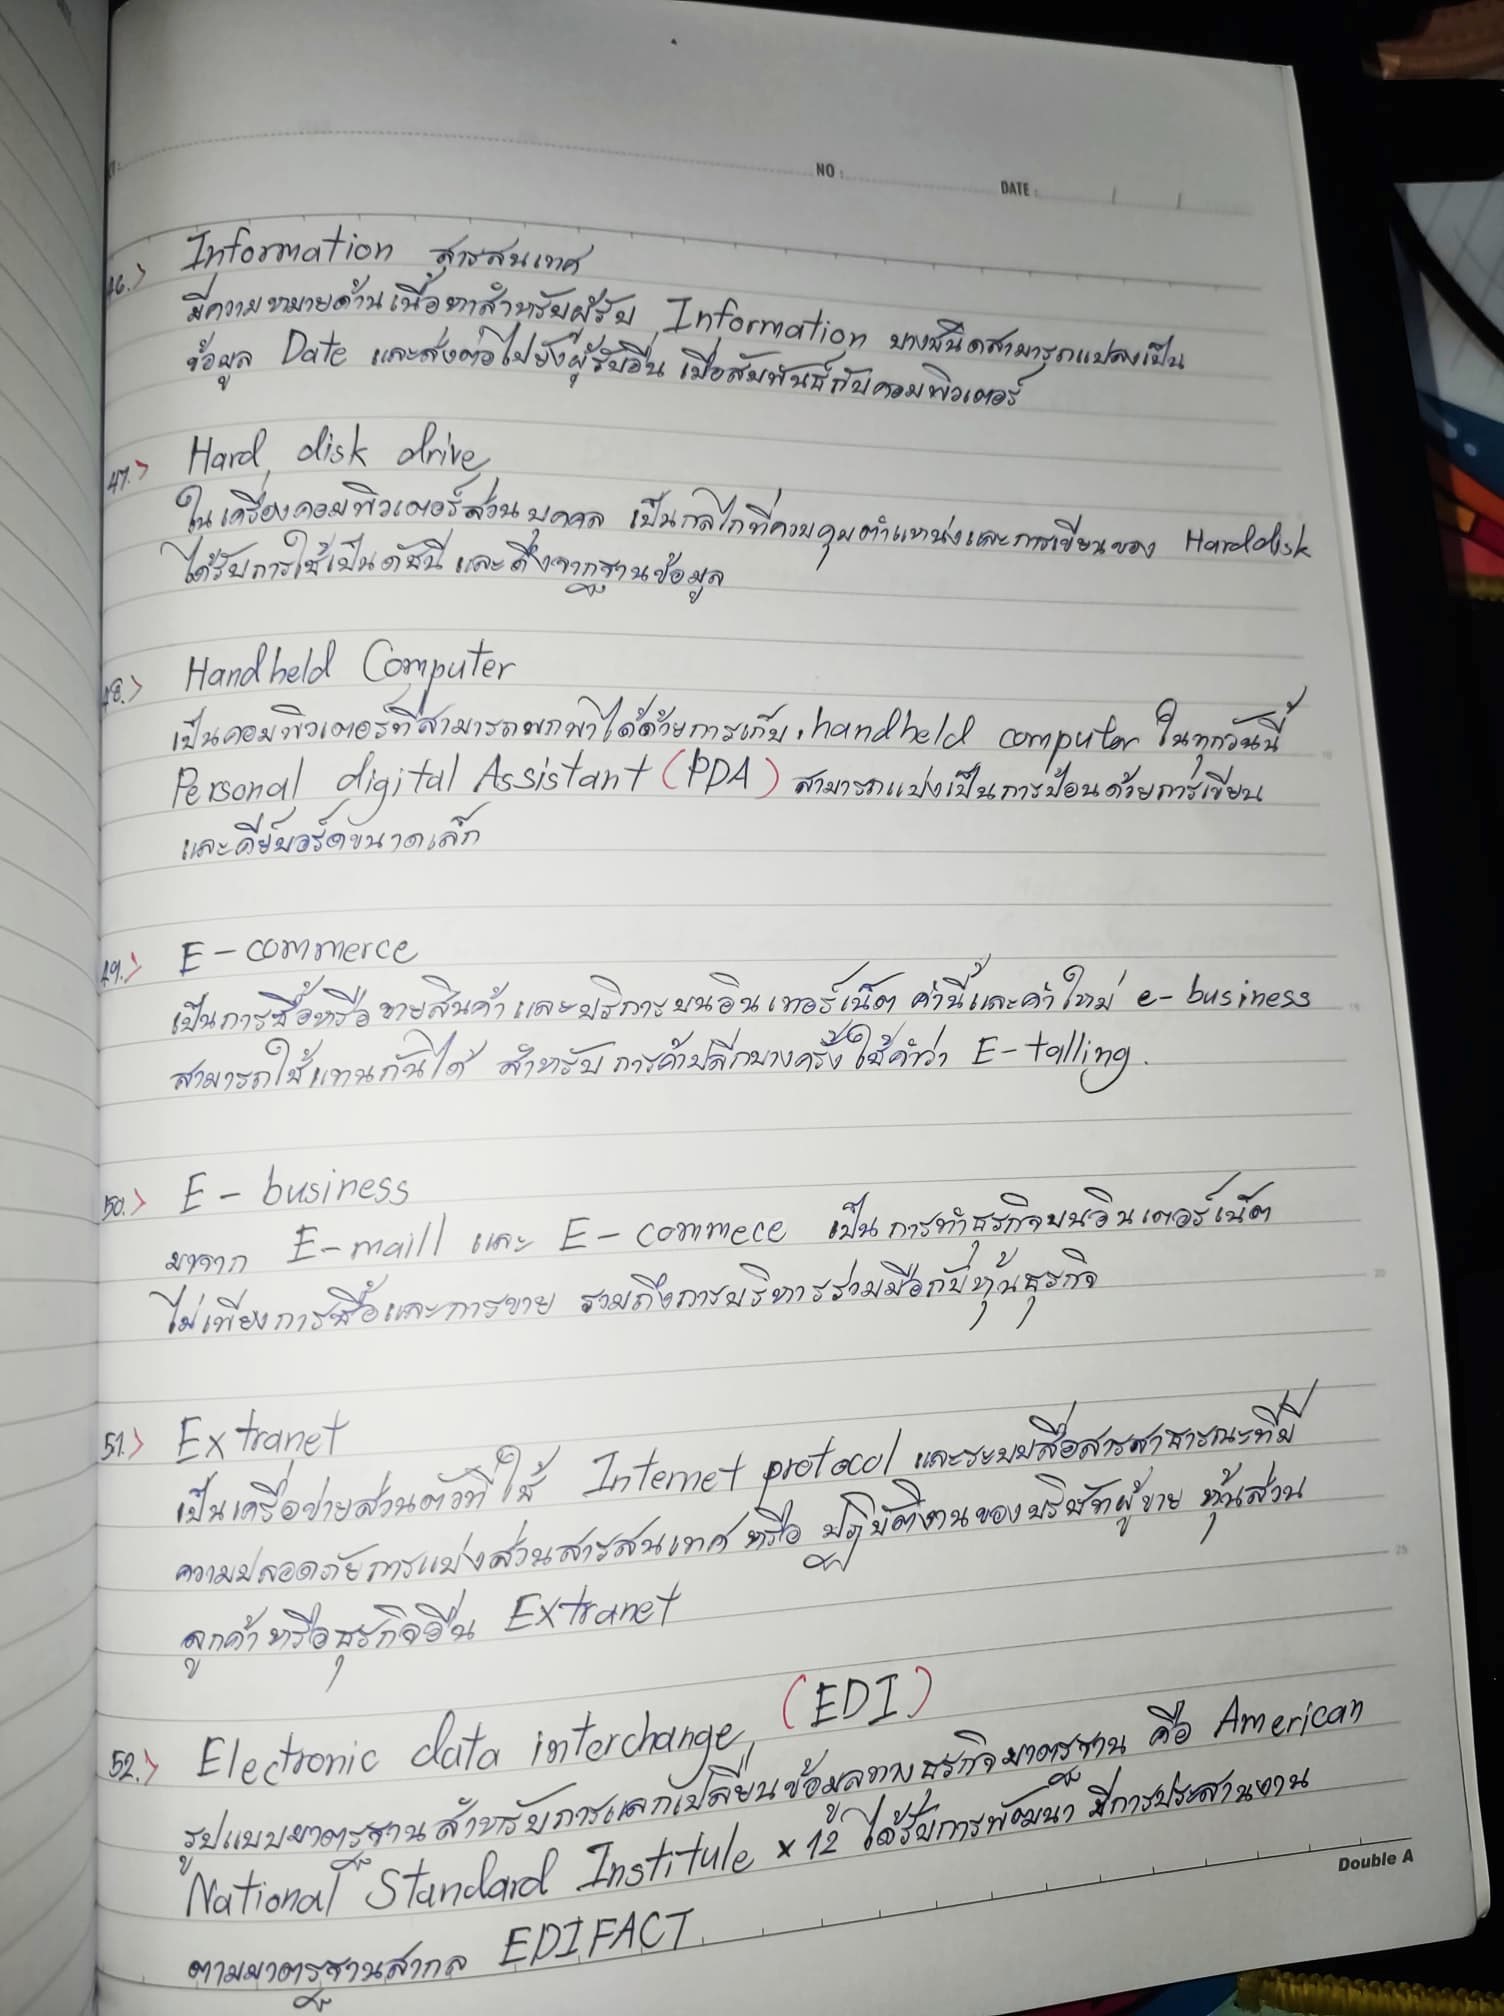 NO :
DATE :
46.> Information สารสนเทศ
มีความหมายด้านเนื้อหาสำหรับผู้รับ Information บางชนิดสามารถแปลงเป็น
ข้อมูล Date และส่งต่อไปยังผู้รับอื่น เมื่อสัมพันธ์กับคอมพิวเตอร์
47.> Hard disk drive
ในเครื่องคอมพิวเตอร์ส่วนบุคคล เป็นกลไกที่ควบคุมตำแหน่งและการเขียนของ Harddisk
ได้รับการใช้เป็นดัชนี และดึงจากฐานข้อมูล
48.> Handheld Computer
เป็นคอมพิวเตอร์ที่สามารถพกพาได้ด้วยการเก็บ. handheld computer ในทุกวันนี้
Personal digital Assistant (PDA) สามารถแบ่งเป็นการป้อนด้วยการเขียน
และคีย์บอร์ดขนาดเล็ก
49.> E-commerce
เป็นการซื้อหรือขายสินค้าและบริการบนอินเทอร์เน็ต ค่านี้และค่าใหม่ e-business
สามารถใช้แทนกันได้ สำหรับการค้าปลีกบางครั้งใช้คำว่า E-talling.
50.> E-business
มาจาก E-maill และ E-commece เป็นการทำธุรกิจบนอินเตอร์เน็ต
ไม่เพียงการซื้อและการขาย รวมถึงการบริหารร่วมมือกับหุ้นธุรกิจ
51.> Extranet
เป็นเครือข่ายส่วนตัวที่ใช้ Internet protocol และระบบสื่อสารสาธารณะที่มี
ความปลอดภัยการแบ่งส่วนสารสนเทศหรือ ปฏิบัติงานของบริษัทผู้ขาย หุ้นส่วน
ลูกค้าหรือธุรกิจอื่น Extranet
52.> Electronic data interchange (EDI)
รูปแบบมาตรฐานสำหรับการแลกเปลี่ยนข้อมูลทางธุรกิจมาตรฐาน คือ American
National Standard Institule x 12 ได้รับการพัฒนา มีการประสานงาน
ตามมาตรฐานสากล EDIFACT
Double A